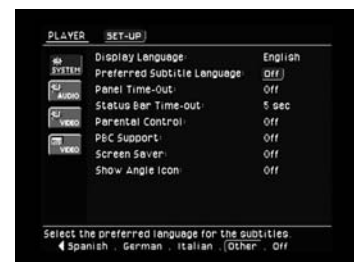 PLAYER SET-UP
SYSTEM
AUDIO
VIDEO
VIDEO
Display Language: English
Preferred Subtitle Language: Off
Panel Time-Out: Off
Status Bar Time-out: 5 sec
Parental Control: Off
PBC Support: Off
Screen Saver: Off
Show Angle Icon: Off
Select the preferred language for the subtitles.
Spanish . German . Italian . Other . Off